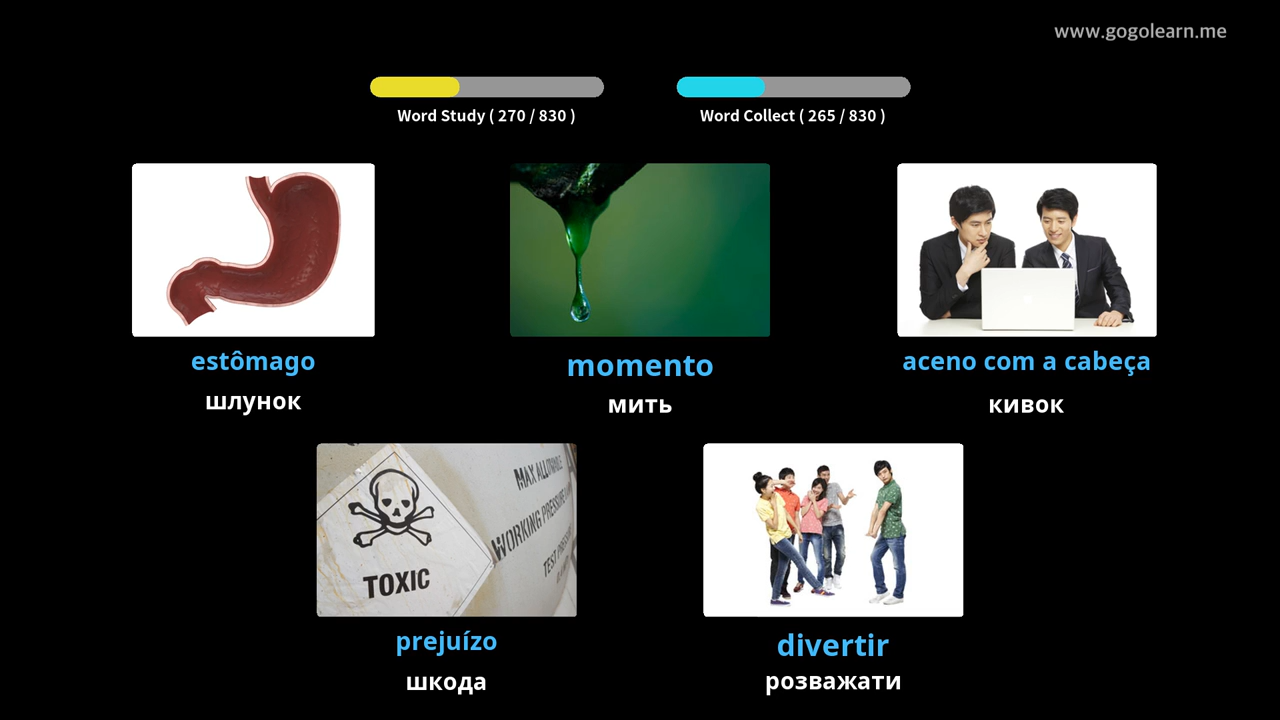 www.gogolearn.me
Word Study ( 270 / 830 )
Word Collect ( 265 / 830 )
estômago
шлунок
momento
мить
aceno com a cabeça
кивок
TOXIC
MAX ALLOWABLE
WORKING PRESSURE
prejuízo
шкода
divertir
розважати